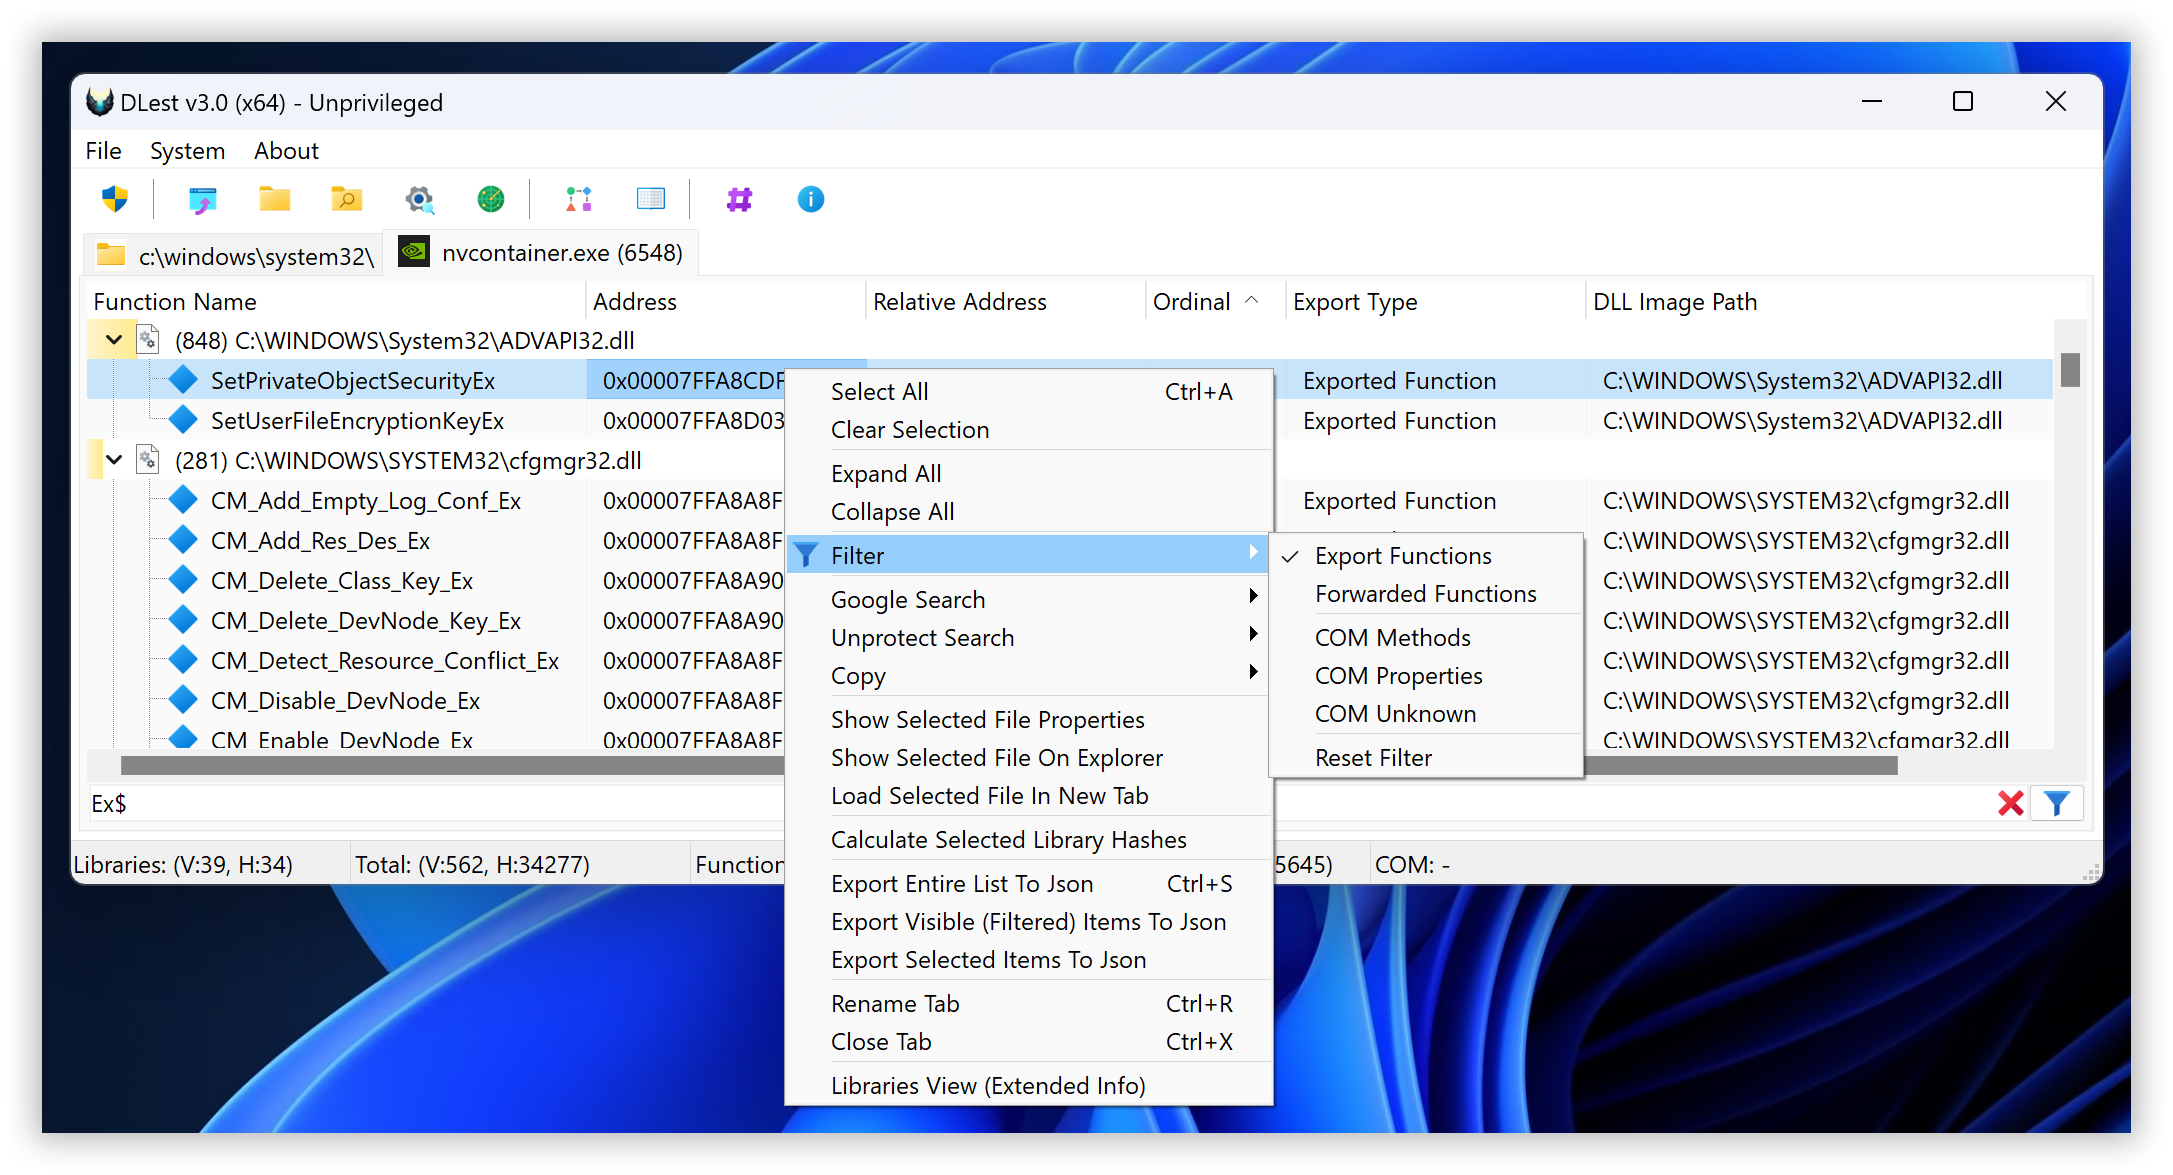 DLest v3.0 (x64) - Unprivileged
File System About
c:\windows\system32\ nvcontainer.exe (6548)
Function Name Address Relative Address Ordinal Export Type DLL Image Path
(848) C:\WINDOWS\System32\ADVAPI32.dll
SetPrivateObjectSecurityEx 0x00007FFA8CDF Exported Function C:\WINDOWS\System32\ADVAPI32.dll
SetUserFileEncryptionKeyEx 0x00007FFA8D03 Exported Function C:\WINDOWS\System32\ADVAPI32.dll
(281) C:\WINDOWS\SYSTEM32\cfgmgr32.dll
CM_Add_Empty_Log_Conf_Ex 0x00007FFA8A8F Exported Function C:\WINDOWS\SYSTEM32\cfgmgr32.dll
CM_Add_Res_Des_Ex 0x00007FFA8A8F C:\WINDOWS\SYSTEM32\cfgmgr32.dll
CM_Delete_Class_Key_Ex 0x00007FFA8A90 C:\WINDOWS\SYSTEM32\cfgmgr32.dll
CM_Delete_DevNode_Key_Ex 0x00007FFA8A90 C:\WINDOWS\SYSTEM32\cfgmgr32.dll
CM_Detect_Resource_Conflict_Ex 0x00007FFA8A8F C:\WINDOWS\SYSTEM32\cfgmgr32.dll
CM_Disable_DevNode_Ex 0x00007FFA8A8F C:\WINDOWS\SYSTEM32\cfgmgr32.dll
CM_Enable_DevNode_Ex 0x00007FFA8A8F C:\WINDOWS\SYSTEM32\cfgmgr32.dll
Ex$
Libraries: (V:39, H:34) Total: (V:562, H:34277) Function 5645) COM: -
Select All Ctrl+A
Clear Selection
Expand All
Collapse All
Filter
Google Search
Unprotect Search
Copy
Show Selected File Properties
Show Selected File On Explorer
Load Selected File In New Tab
Calculate Selected Library Hashes
Export Entire List To Json Ctrl+S
Export Visible (Filtered) Items To Json
Export Selected Items To Json
Rename Tab Ctrl+R
Close Tab Ctrl+X
Libraries View (Extended Info)
Export Functions
Forwarded Functions
COM Methods
COM Properties
COM Unknown
Reset Filter